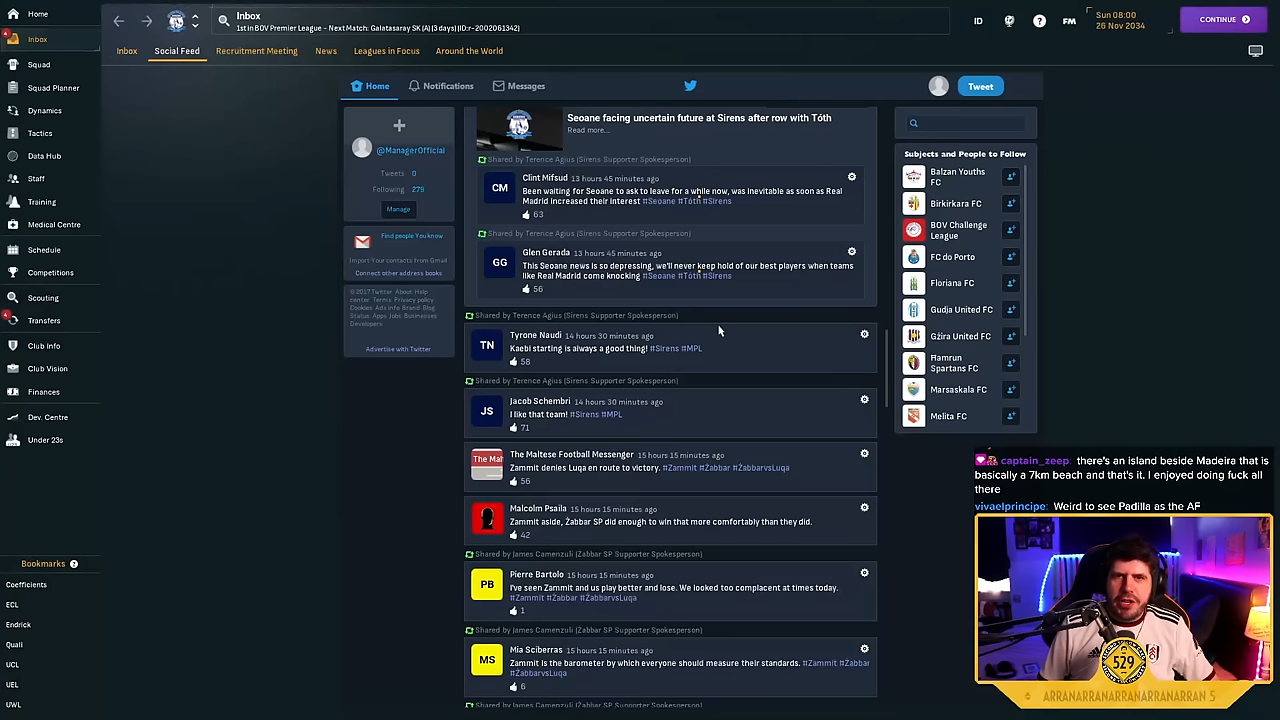 Home
Inbox
Squad
Squad Planner
Dynamics
Tactics
Data Hub
Staff
Training
Medical Centre
Schedule
Competitions
Scouting
Transfers
Club Info
Club Vision
Finances
Dev. Centre
Under 23s
Bookmarks
Coefficients
ECL
Endrick
Quali
UCL
UEL
UWL
Inbox
1st in BOV Premier League - Next Match: Galatasaray SK (A) (3 days) (ID:r-2002061342)
ID
FM
Sun 08:00
26 Nov 2034
CONTINUE
Inbox
Social Feed
Recruitment Meeting
News
Leagues in Focus
Around the World
Home
Notifications
Messages
Tweet
@ManagerOfficial
Tweets 0
Following 279
Manage
Find people You know
Import Your contacts from Gmail
Connect other address books
© 2017 Twitter About Help
center Terms Privacy policy
Cookies Ads info Brand Blog
Status Apps Jobs Businesses
Developers
Advertise with Twitter
Seoane facing uncertain future at Sirens after row with Tóth
Read more...
Shared by Terence Agius (Sirens Supporter Spokesperson)
CM
Clint Mifsud 13 hours 45 minutes ago
Been waiting for Seoane to ask to leave for a while now, was inevitable as soon as Real
Madrid increased their interest #Seoane #Tóth #Sirens
63
Shared by Terence Agius (Sirens Supporter Spokesperson)
GG
Glen Gerada 13 hours 45 minutes ago
This Seoane news is so depressing, we'll never keep hold of our best players when teams
like Real Madrid come knocking #Seoane #Tóth #Sirens
56
Shared by Terence Agius (Sirens Supporter Spokesperson)
TN
Tyrone Naudi 14 hours 30 minutes ago
Kaebi starting is always a good thing! #Sirens #MPL
58
Shared by Terence Agius (Sirens Supporter Spokesperson)
JS
Jacob Schembri 14 hours 30 minutes ago
I like that team! #Sirens #MPL
71
The Mal
The Maltese Football Messenger 15 hours 15 minutes ago
Zammit denies Luqa en route to victory. #Zammit #Żabbar #ŻabbarvsLuqa
56
Malcolm Psaila 15 hours 15 minutes ago
Zammit aside, Żabbar SP did enough to win that more comfortably than they did.
42
Shared by James Camenzuli (Żabbar SP Supporter Spokesperson)
PB
Pierre Bartolo 15 hours 15 minutes ago
I've seen Zammit and us play better and lose. We looked too complacent at times today.
#Zammit #Żabbar #ŻabbarvsLuqa
1
Shared by James Camenzuli (Żabbar SP Supporter Spokesperson)
MS
Mia Sciberras 15 hours 15 minutes ago
Zammit is the barometer by which everyone should measure their standards. #Zammit #Żabbar
#ŻabbarvsLuqa
6
Shared by James Camenzuli (Żabbar SP Supporter Spokesperson)
Subjects and People to Follow
Balzan Youths
FC
Birkirkara FC
BOV Challenge
League
FC do Porto
Floriana FC
Gudja United FC
Gżira United FC
Ħamrun
Spartans FC
Marsaskala FC
Melita FC
captain_zeep: there's an island beside Madeira that is
basically a 7km beach and that's it. I enjoyed doing fuck all
there
vivaelprincipe: Weird to see Padilla as the AF
529
ARRANARRANARRANARRANARRAN 5